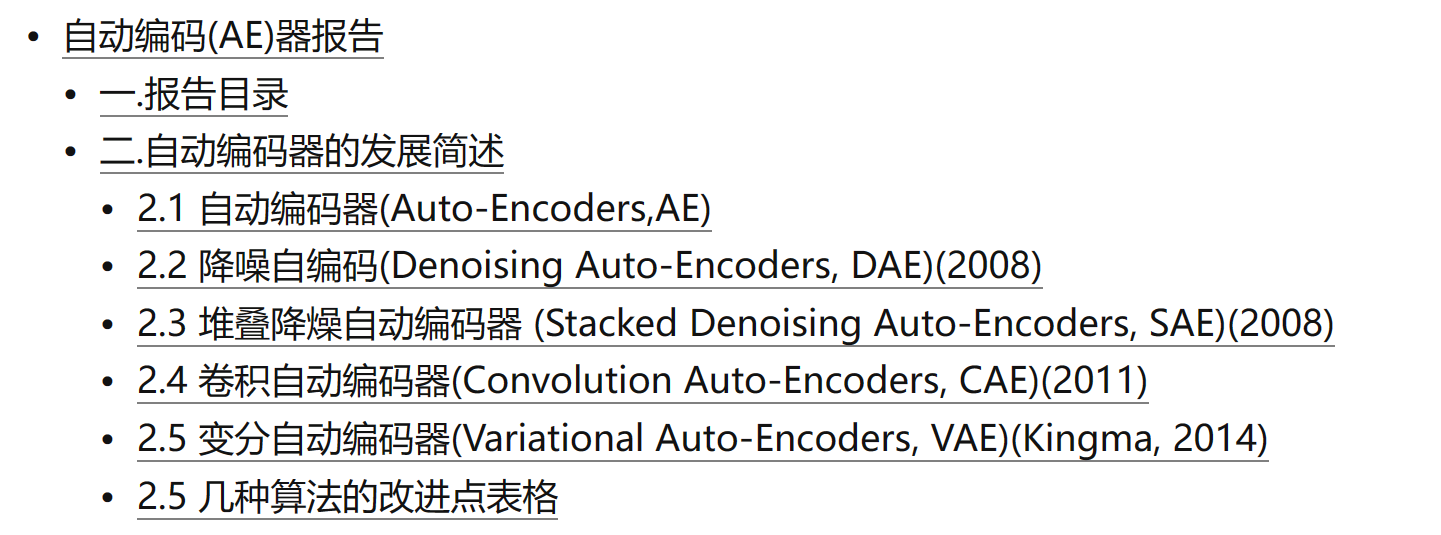 自动编码(AE)器报告
一.报告目录
二.自动编码器的发展简述
2.1 自动编码器(Auto-Encoders,AE)
2.2 降噪自编码(Denoising Auto-Encoders, DAE)(2008)
2.3 堆叠降燥自动编码器 (Stacked Denoising Auto-Encoders, SAE)(2008)
2.4 卷积自动编码器(Convolution Auto-Encoders, CAE)(2011)
2.5 变分自动编码器(Variational Auto-Encoders, VAE)(Kingma, 2014)
2.5 几种算法的改进点表格